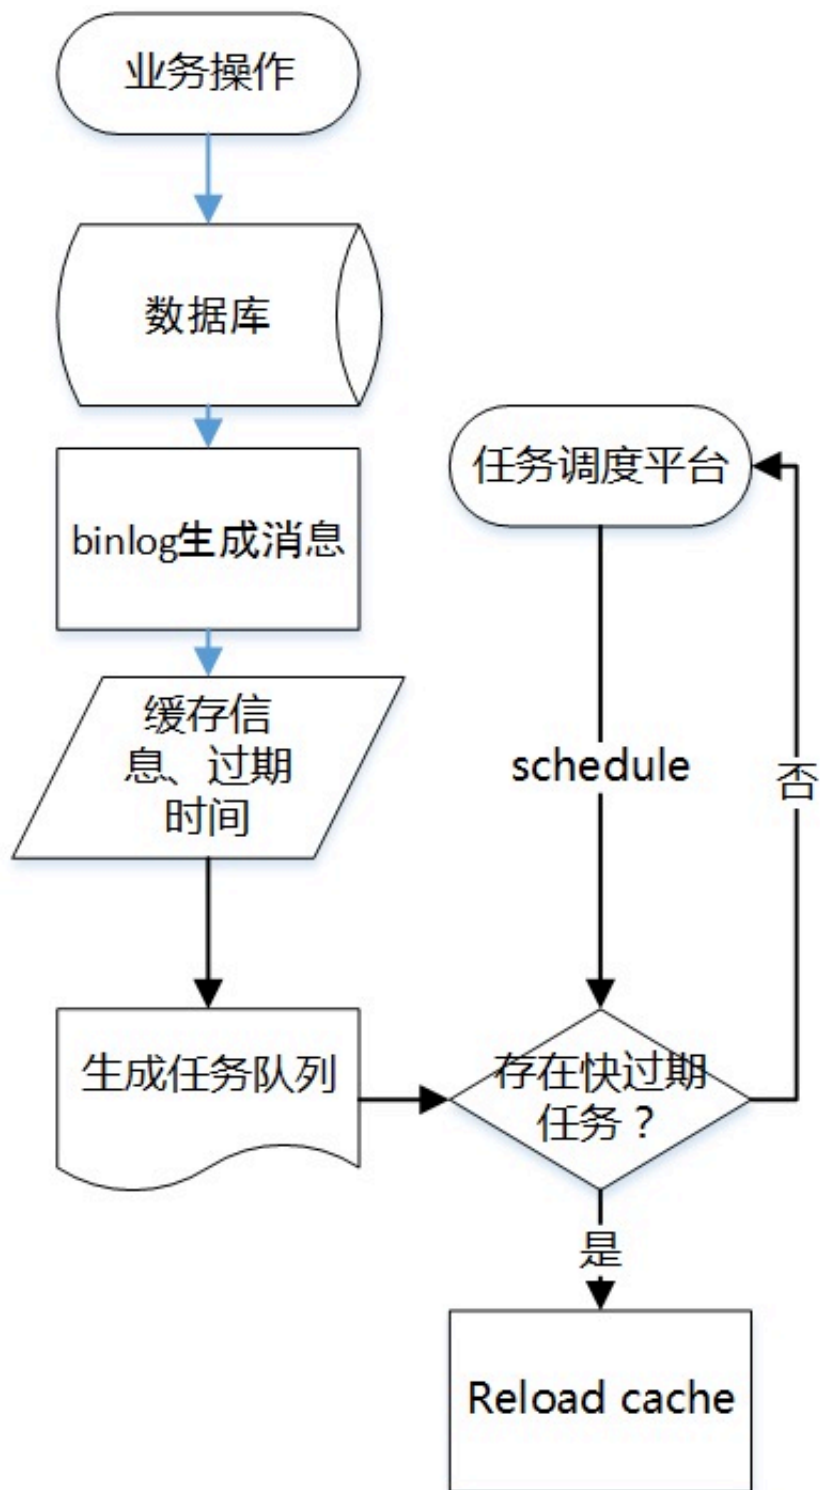 业务操作
数据库
binlog生成消息
缓存信
息、过期
时间
生成任务队列
任务调度平台
schedule
否
存在快过期
任务？
是
Reload cache